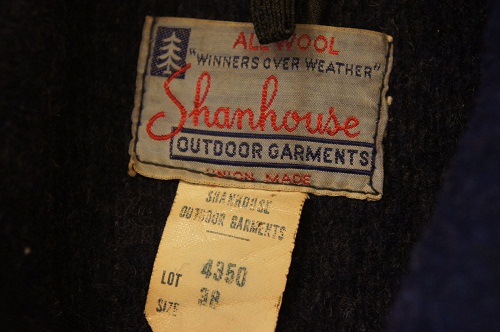 ALL WOOL
"WINNERS OVER WEATHER"
Shanhouse
OUTDOOR GARMENTS
UNION MADE
SHANHOUSE
OUTDOOR GARMENTS
LOT 4350
SIZE 38